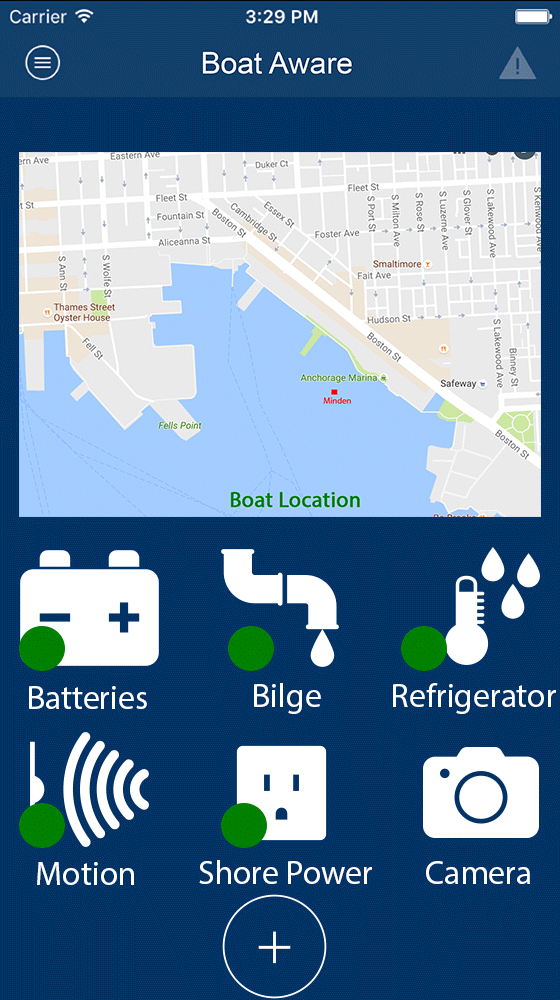 Carrier 3:29 PM
Boat Aware
ern Ave
Eastern Ave
Duker Ct
Fleet St
Fleet St
Essex St
Cambridge St
Fountain St
Boston St
Foster Ave
Aliceanna St
S Ann St
S Wolfe St
S Port St
S Milton Ave
S Rose St
S Luzerne Ave
S Glover St
S Lakewood Ave
S Kenwood Ave
Smaltimore
Fait Ave
Thames Street
Oyster House
Hudson St
Fell St
Boston St
S Lakewood Ave
Binney St
Anchorage Marina
Safeway
Minden
Fells Point
Boston St
Boat Location
Batteries
Bilge
Refrigerator
Motion
Shore Power
Camera